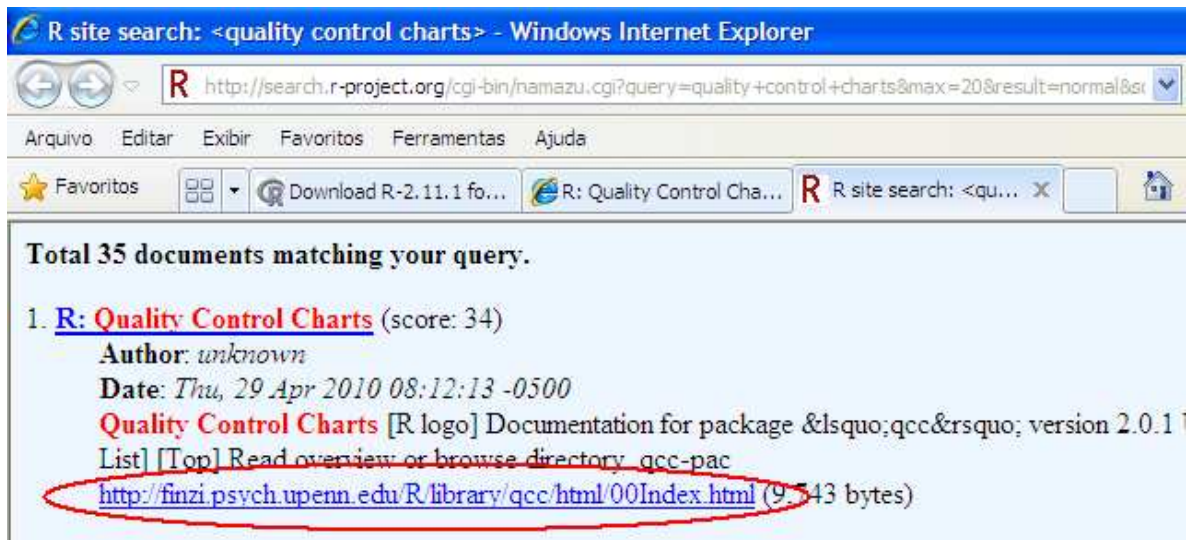 R site search: <quality control charts> - Windows Internet Explorer
R http://search.r-project.org/cgi-bin/namazu.cgi?query=quality+control+charts&max=20&result=normal&so
Arquivo Editar Exibir Favoritos Ferramentas Ajuda
Favoritos Download R-2.11.1 fo... R: Quality Control Cha... R R site search: <qu... X
Total 35 documents matching your query.
1. R: Quality Control Charts (score: 34)
Author: unknown
Date: Thu, 29 Apr 2010 08:12:13 -0500
Quality Control Charts [R logo] Documentation for package &lsquo;qcc&rsquo; version 2.0.1
List] [Top] Read overview or browse directory qcc-pac
http://finzi.psych.upenn.edu/R/library/qcc/html/00Index.html (9,543 bytes)